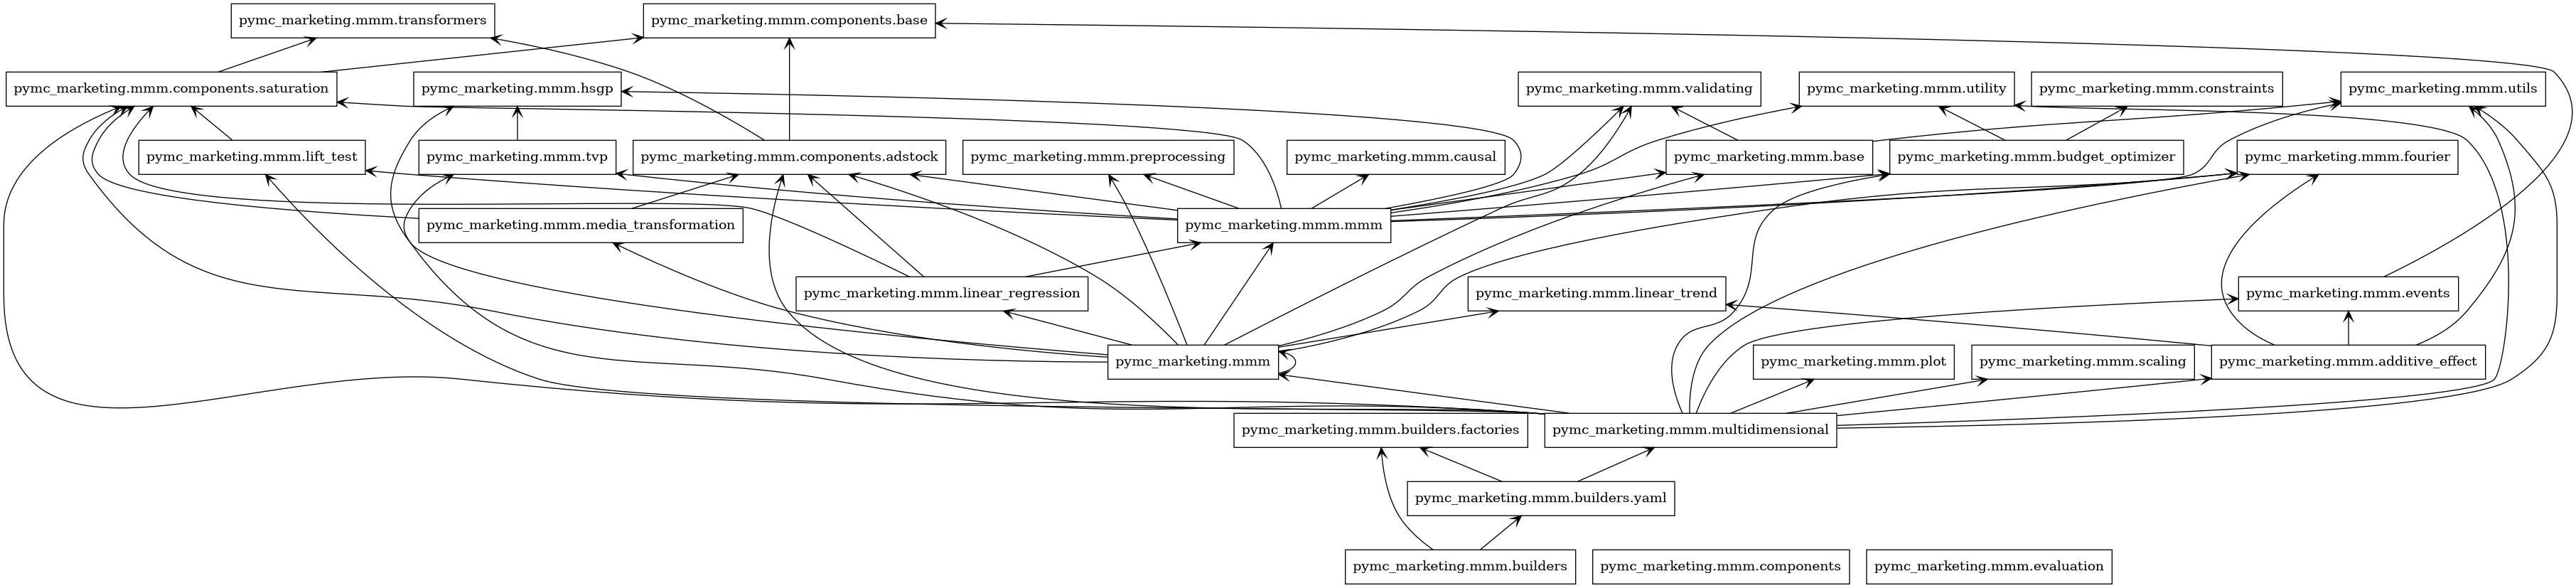 pymc_marketing.mmm.transformers
pymc_marketing.mmm.components.base
pymc_marketing.mmm.components.saturation
pymc_marketing.mmm.hsgp
pymc_marketing.mmm.validating
pymc_marketing.mmm.utility
pymc_marketing.mmm.constraints
pymc_marketing.mmm.utils
pymc_marketing.mmm.lift_test
pymc_marketing.mmm.tvp
pymc_marketing.mmm.components.adstock
pymc_marketing.mmm.preprocessing
pymc_marketing.mmm.causal
pymc_marketing.mmm.base
pymc_marketing.mmm.budget_optimizer
pymc_marketing.mmm.fourier
pymc_marketing.mmm.media_transformation
pymc_marketing.mmm.mmm
pymc_marketing.mmm.linear_regression
pymc_marketing.mmm.linear_trend
pymc_marketing.mmm.events
pymc_marketing.mmm
pymc_marketing.mmm.plot
pymc_marketing.mmm.scaling
pymc_marketing.mmm.additive_effect
pymc_marketing.mmm.builders.factories
pymc_marketing.mmm.multidimensional
pymc_marketing.mmm.builders.yaml
pymc_marketing.mmm.builders
pymc_marketing.mmm.components
pymc_marketing.mmm.evaluation